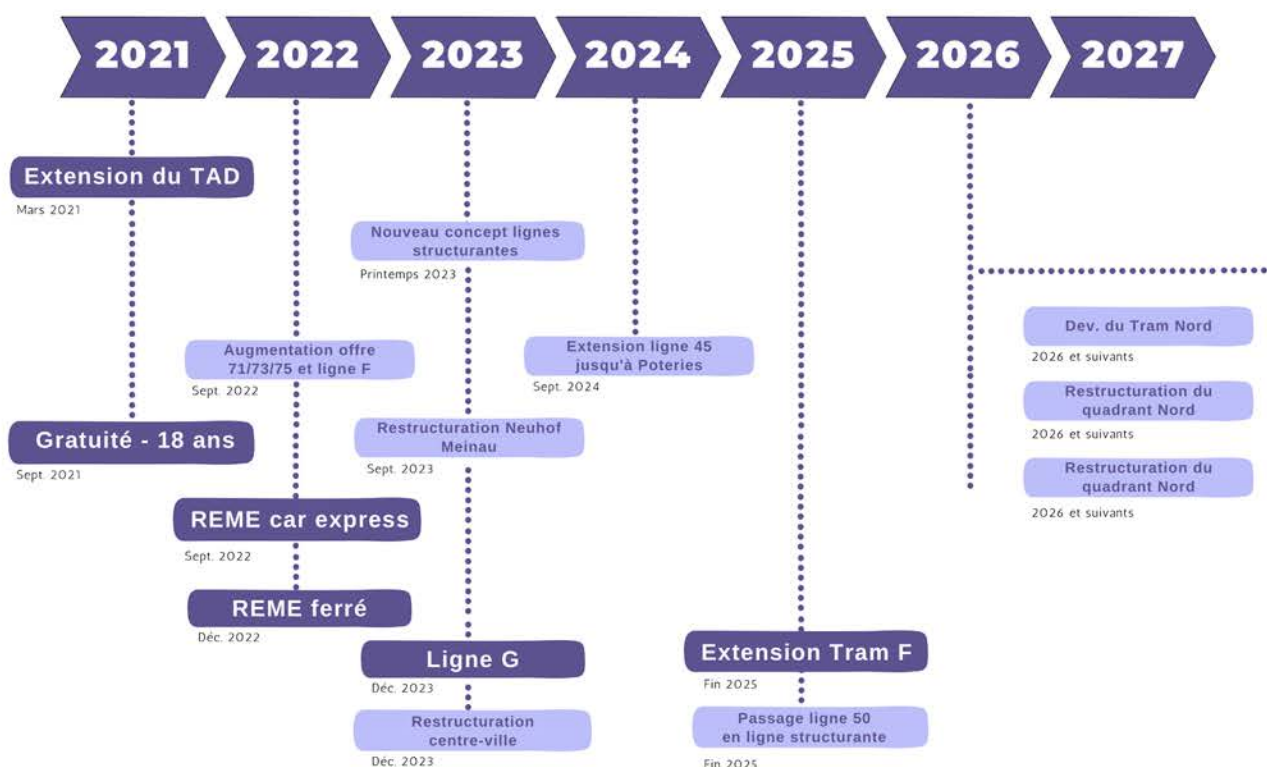 2021
2022
2023
2024
2025
2026
2027
Extension du TAD
Mars 2021
Gratuité - 18 ans
Sept. 2021
Augmentation offre
71/73/75 et ligne F
Sept. 2022
REME car express
Sept. 2022
REME ferré
Déc. 2022
Nouveau concept lignes
structurantes
Printemps 2023
Restructuration Neuhof
Meinau
Sept. 2023
Ligne G
Déc. 2023
Restructuration
centre-ville
Déc. 2023
Extension ligne 45
jusqu'à Poteries
Sept. 2024
Extension Tram F
Fin 2025
Passage ligne 50
en ligne structurante
Fin 2025
Dev. du Tram Nord
2026 et suivants
Restructuration du
quadrant Nord
2026 et suivants
Restructuration du
quadrant Nord
2026 et suivants